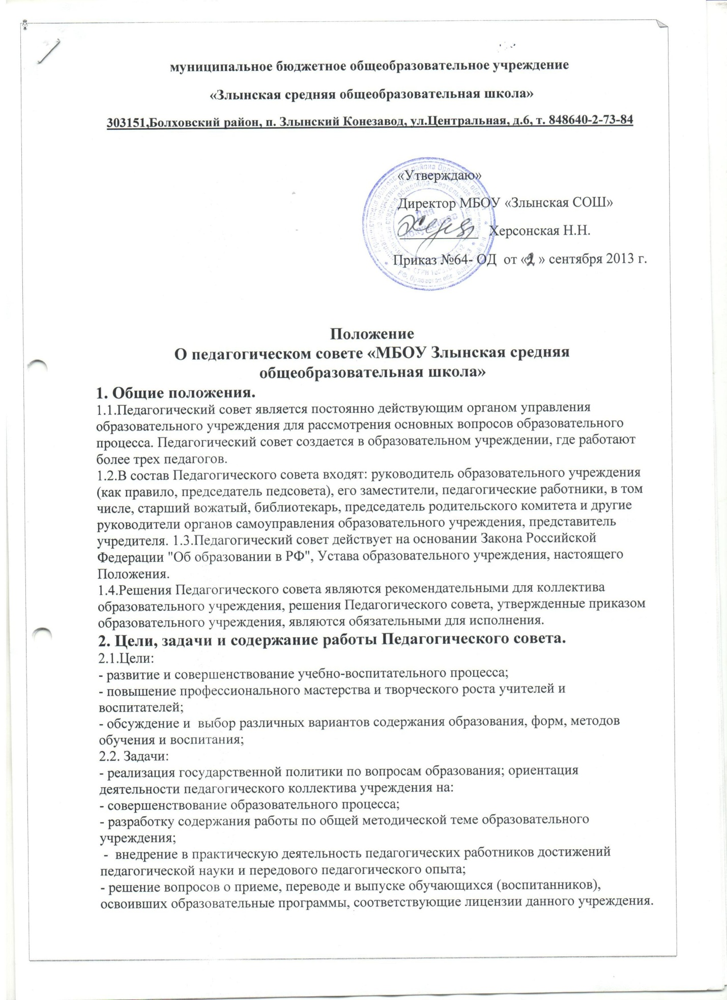 муниципальное бюджетное общеобразовательное учреждение
«Злынская средняя общеобразовательная школа»
303151,Болховский район, п. Злынский Конезавод, ул.Центральная, д.6, т. 848640-2-73-84
«Утверждаю»
Директор МБОУ «Злынская СОШ»
Херсонская Н.Н.
Приказ №64- ОД от «2 » сентября 2013 г.
Для
документов
Положение
О педагогическом совете «МБОУ Злынская средняя
общеобразовательная школа»
1. Общие положения.
1.1.Педагогический совет является постоянно действующим органом управления
образовательного учреждения для рассмотрения основных вопросов образовательного
процесса. Педагогический совет создается в образовательном учреждении, где работают
более трех педагогов.
1.2.В состав Педагогического совета входят: руководитель образовательного учреждения
(как правило, председатель педсовета), его заместители, педагогические работники, в том
числе, старший вожатый, библиотекарь, председатель родительского комитета и другие
руководители органов самоуправления образовательного учреждения, представитель
учредителя. 1.3.Педагогический совет действует на основании Закона Российской
Федерации "Об образовании в РФ", Устава образовательного учреждения, настоящего
Положения.
1.4.Решения Педагогического совета являются рекомендательными для коллектива
образовательного учреждения, решения Педагогического совета, утвержденные приказом
образовательного учреждения, являются обязательными для исполнения.
2. Цели, задачи и содержание работы Педагогического совета.
2.1.Цели:
- развитие и совершенствование учебно-воспитательного процесса;
- повышение профессионального мастерства и творческого роста учителей и
воспитателей;
- обсуждение и выбор различных вариантов содержания образования, форм, методов
обучения и воспитания;
2.2. Задачи:
- реализация государственной политики по вопросам образования; ориентация
деятельности педагогического коллектива учреждения на:
- совершенствование образовательного процесса;
- разработку содержания работы по общей методической теме образовательного
учреждения;
- внедрение в практическую деятельность педагогических работников достижений
педагогической науки и передового педагогического опыта;
- решение вопросов о приеме, переводе и выпуске обучающихся (воспитанников),
освоивших образовательные программы, соответствующие лицензии данного учреждения.